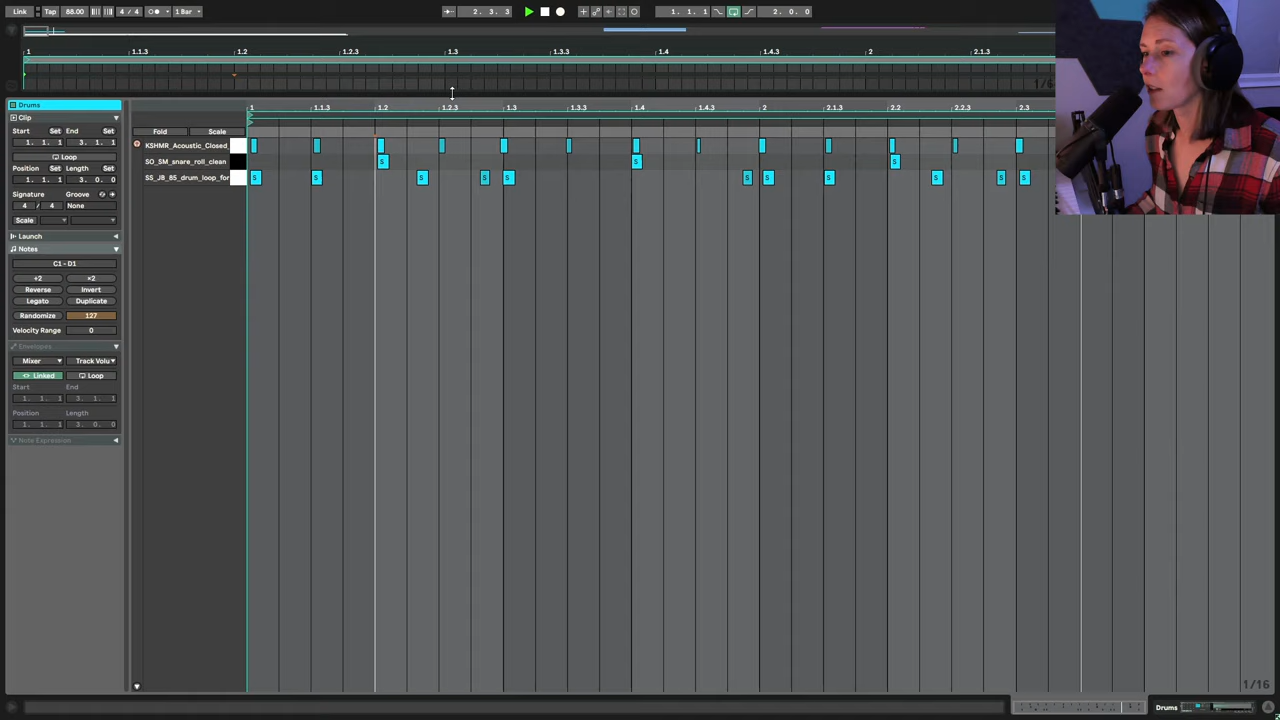 Link Tap 88.00 4 / 4 1 Bar 2. 3. 3 1. 1. 1 2. 0. 0
1 1.1.3 1.2 1.2.3 1.3 1.3.3 1.4 1.4.3 2 2.1.3
Drums
Clip
Start Set End Set
1. 1. 1 3. 1. 1
Loop
Position Set Length Set
1. 1. 1 3. 0. 0
Signature Groove
4 / 4 None
Scale
Launch
Notes
C1 - D1
÷2 ×2
Reverse Invert
Legato Duplicate
Randomize 127
Velocity Range 0
Envelopes
Mixer Track Volu
Linked Loop
Start End
1. 1. 1 3. 1. 1
Position Length
1. 1. 1 3. 0. 0
Note Expression
1 1.1.3 1.2 1.2.3 1.3 1.3.3 1.4 1.4.3 2 2.1.3 2.2 2.2.3 2.3
Fold Scale
KSHMR_Acoustic_Closed_
SO_SM_snare_roll_clean S S S
SS_JB_85_drum_loop_for S S S S S S S S S S S
1/16
Drums